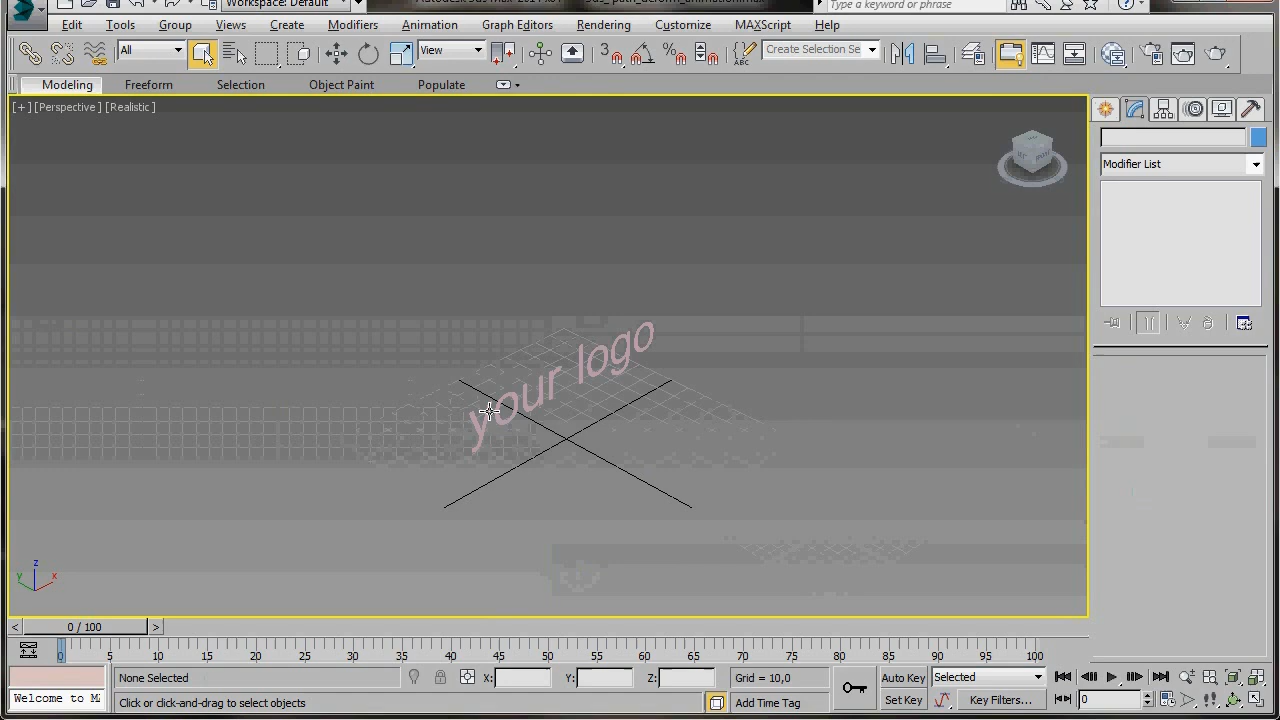 Workspace: Default
Type a keyword or phrase
Edit Tools Group Views Create Modifiers Animation Graph Editors Rendering Customize MAXScript Help
All View 3 % ABC Create Selection Se
Modeling Freeform Selection Object Paint Populate
[+] [Perspective] [Realistic]
Modifier List
your logo
z
y x
< 0 / 100 >
0 5 10 15 20 25 30 35 40 45 50 55 60 65 70 75 80 85 90 95 100
None Selected X: Y: Z: Grid = 10,0 Auto Key Selected
Welcome to M
Click or click-and-drag to select objects Add Time Tag Set Key Key Filters... 0